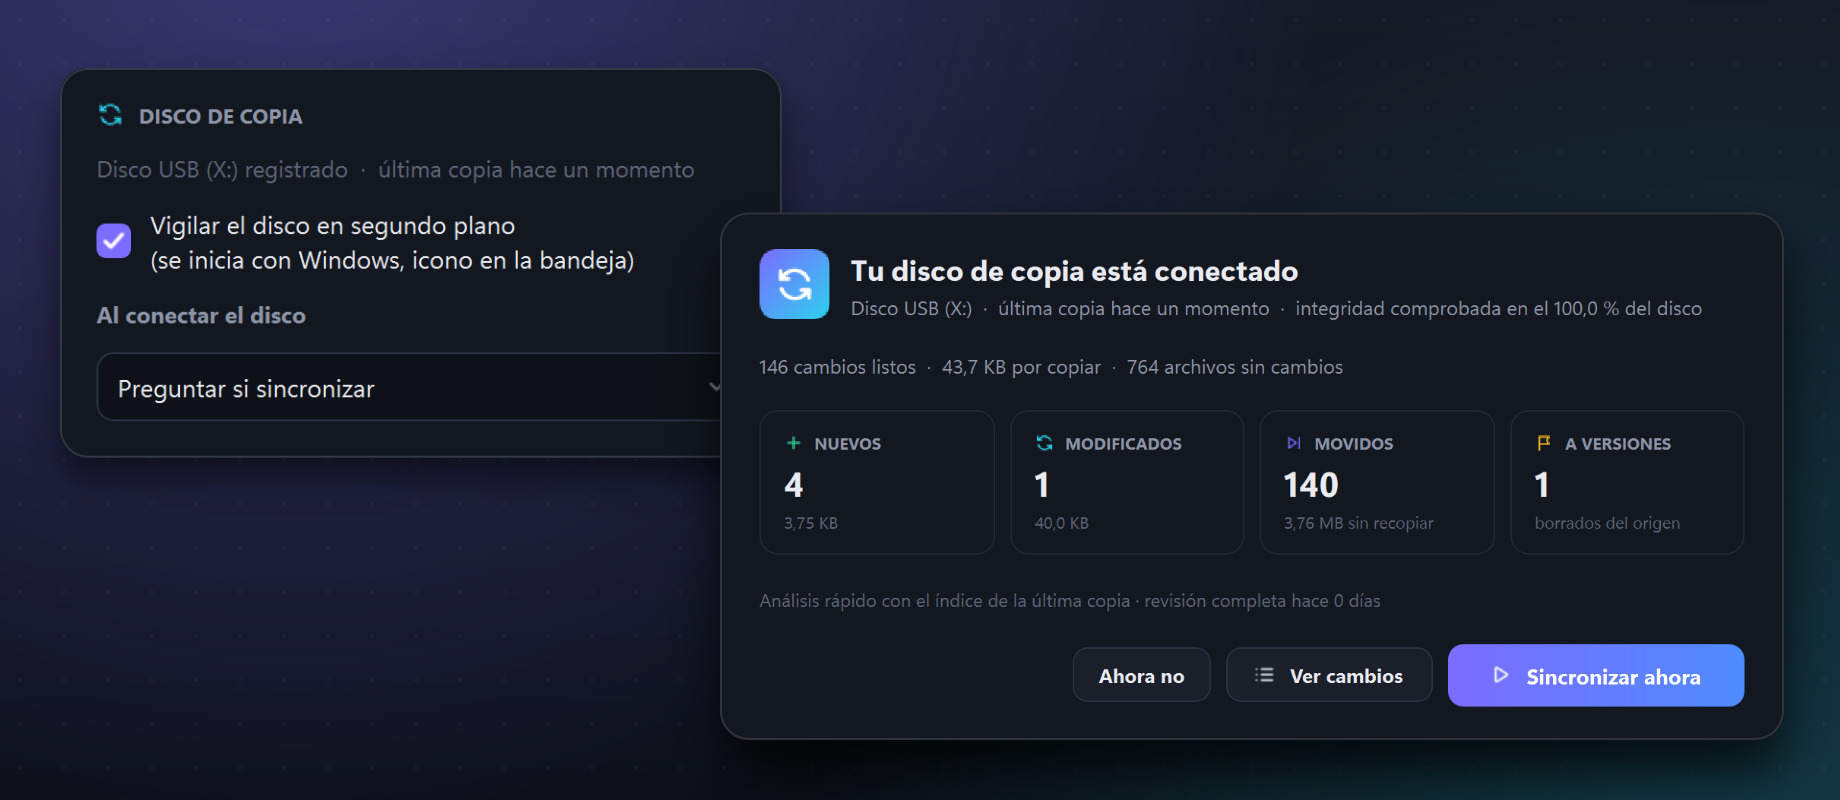 DISCO DE COPIA
Disco USB (X:) registrado · última copia hace un momento
Vigilar el disco en segundo plano
(se inicia con Windows, icono en la bandeja)
Al conectar el disco
Preguntar si sincronizar
Tu disco de copia está conectado
Disco USB (X:) · última copia hace un momento · integridad comprobada en el 100,0 % del disco
146 cambios listos · 43,7 KB por copiar · 764 archivos sin cambios
NUEVOS
4
3,75 KB
MODIFICADOS
1
40,0 KB
MOVIDOS
140
3,76 MB sin recopiar
A VERSIONES
1
borrados del origen
Análisis rápido con el índice de la última copia · revisión completa hace 0 días
Ahora no
Ver cambios
Sincronizar ahora